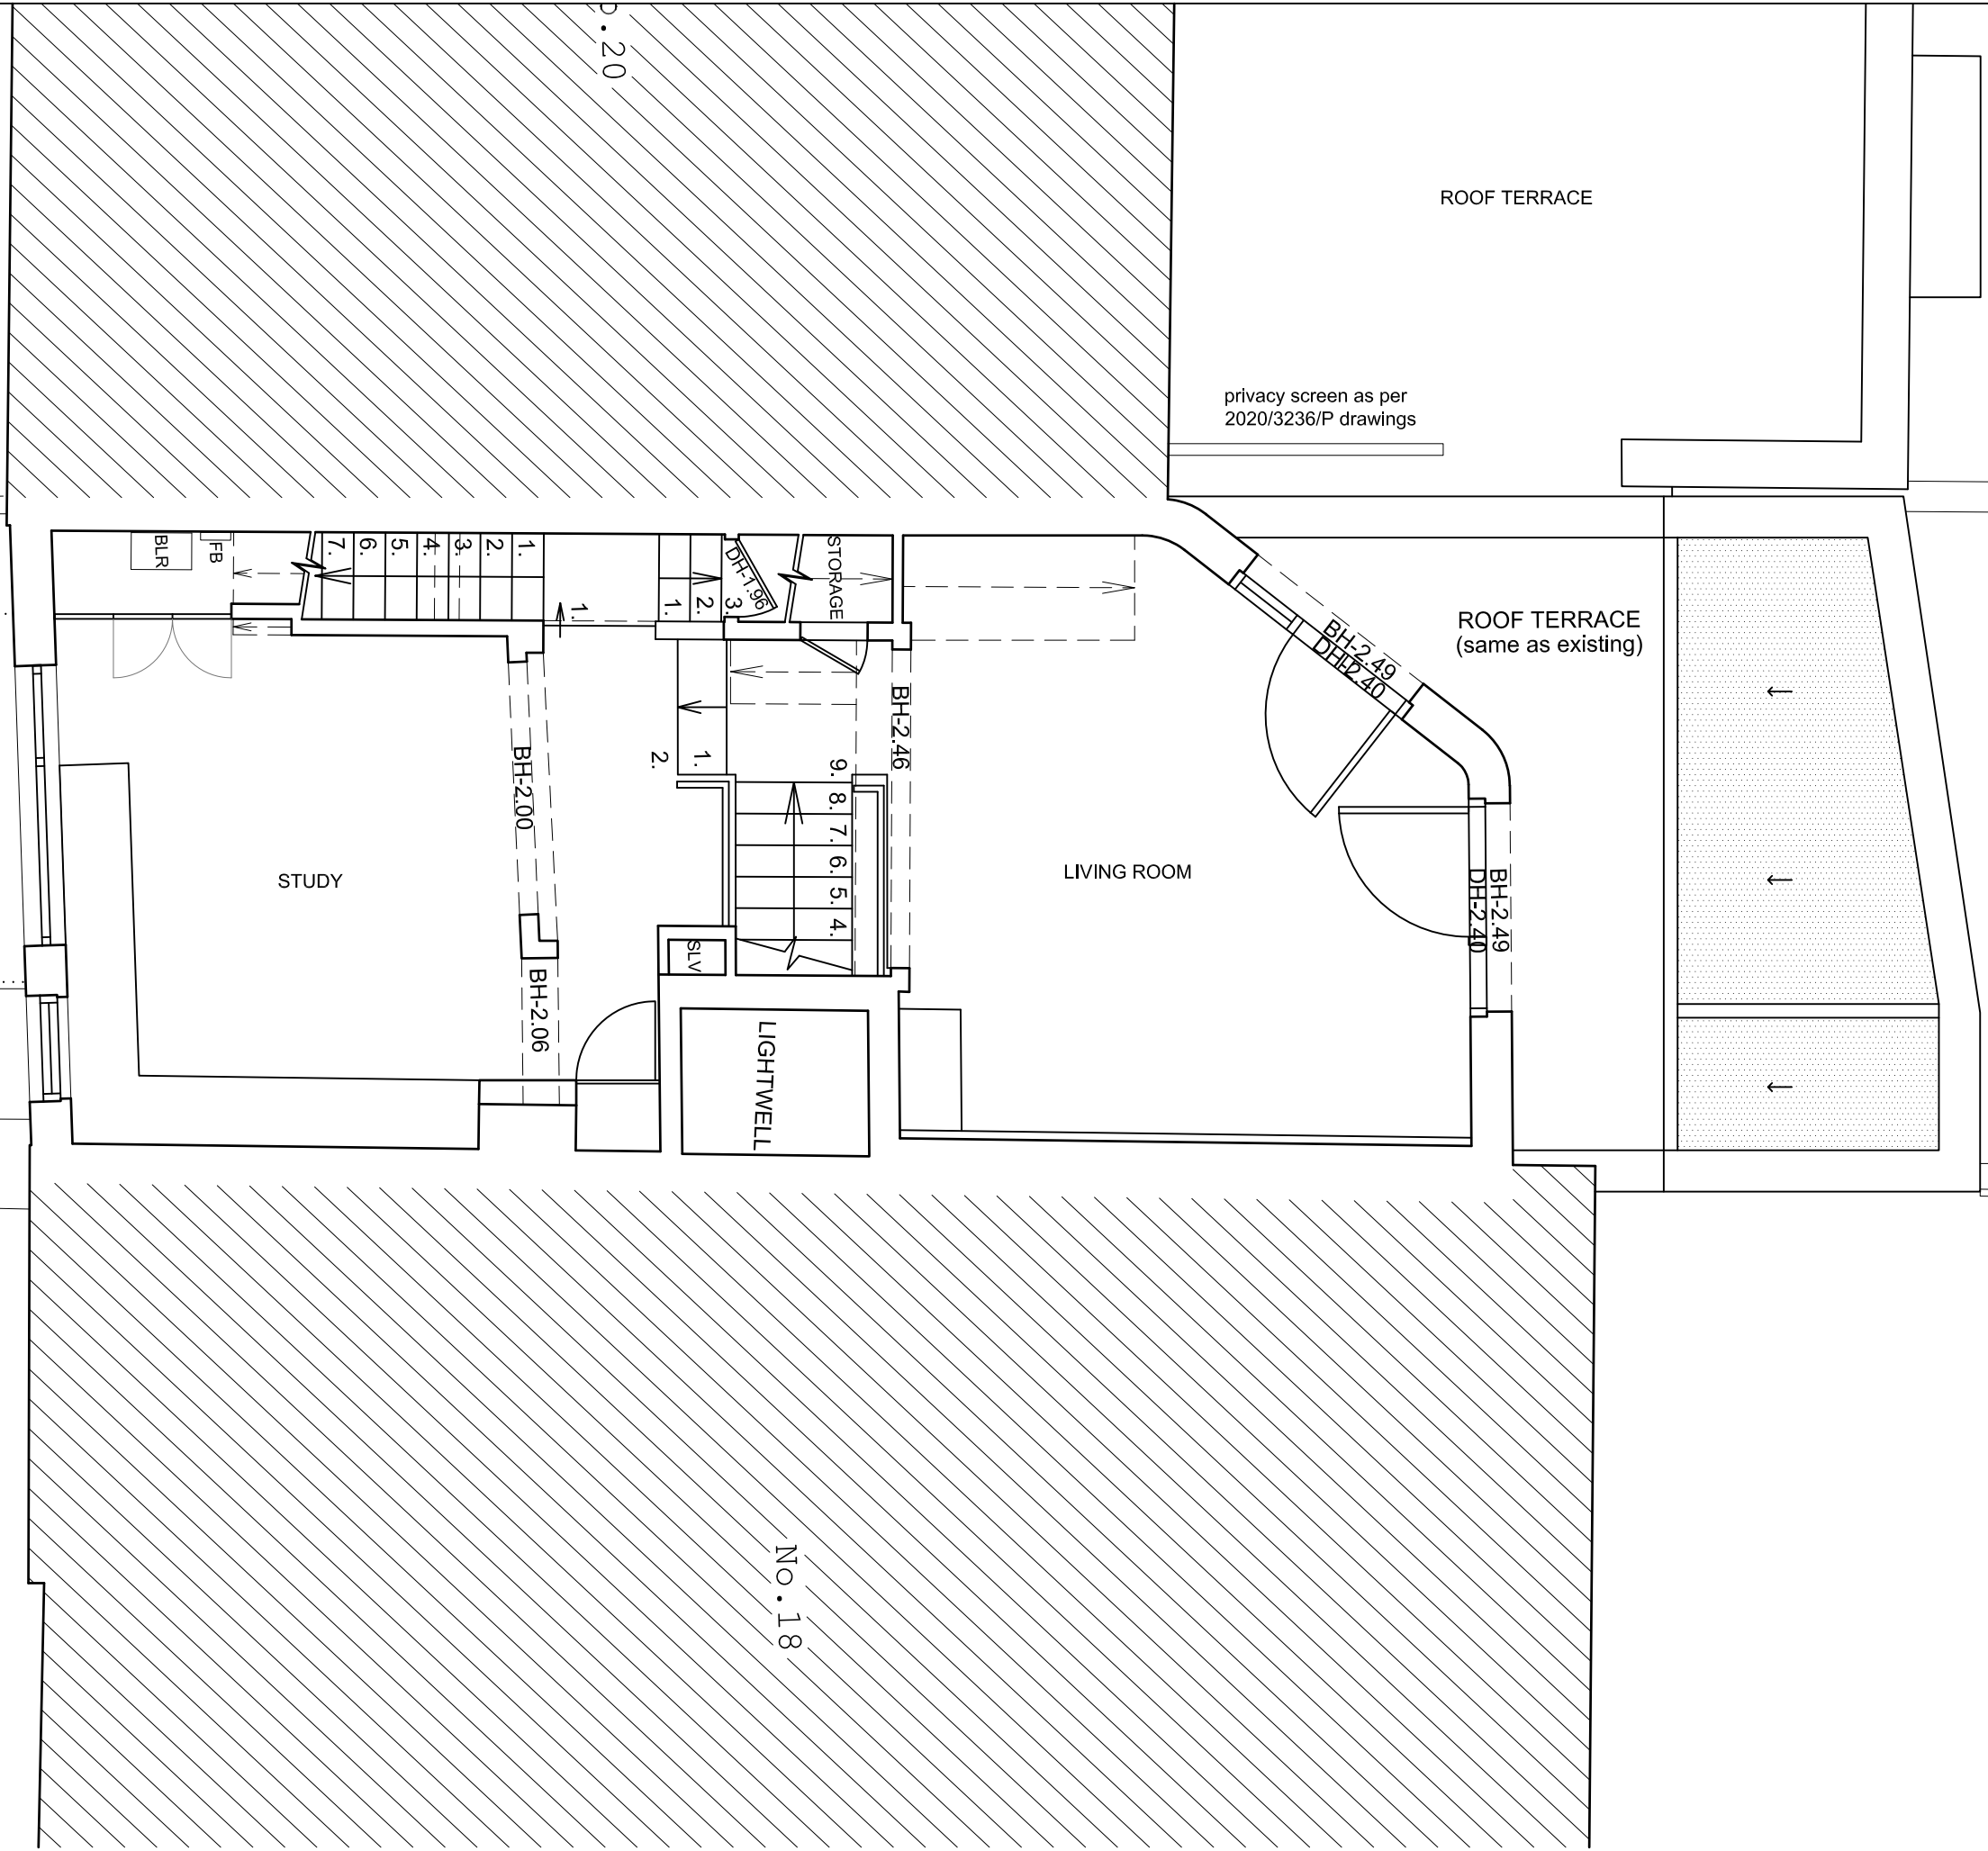 .20
ROOF TERRACE
privacy screen as per
2020/3236/P drawings
BLR
FB
7.
6.
5.
4.
3.
2.
1.
1.
1.
2.
3.
DH-1.96
STORAGE
BH-2.49
DH-2.40
ROOF TERRACE
(same as existing)
BH-2.00
2.
1.
BH-2.46
9.
8.
7.
6.
5.
4.
STUDY
LIVING ROOM
DH-2.40
BH-2.49
SLV
BH-2.06
LIGHTWELL
No.18